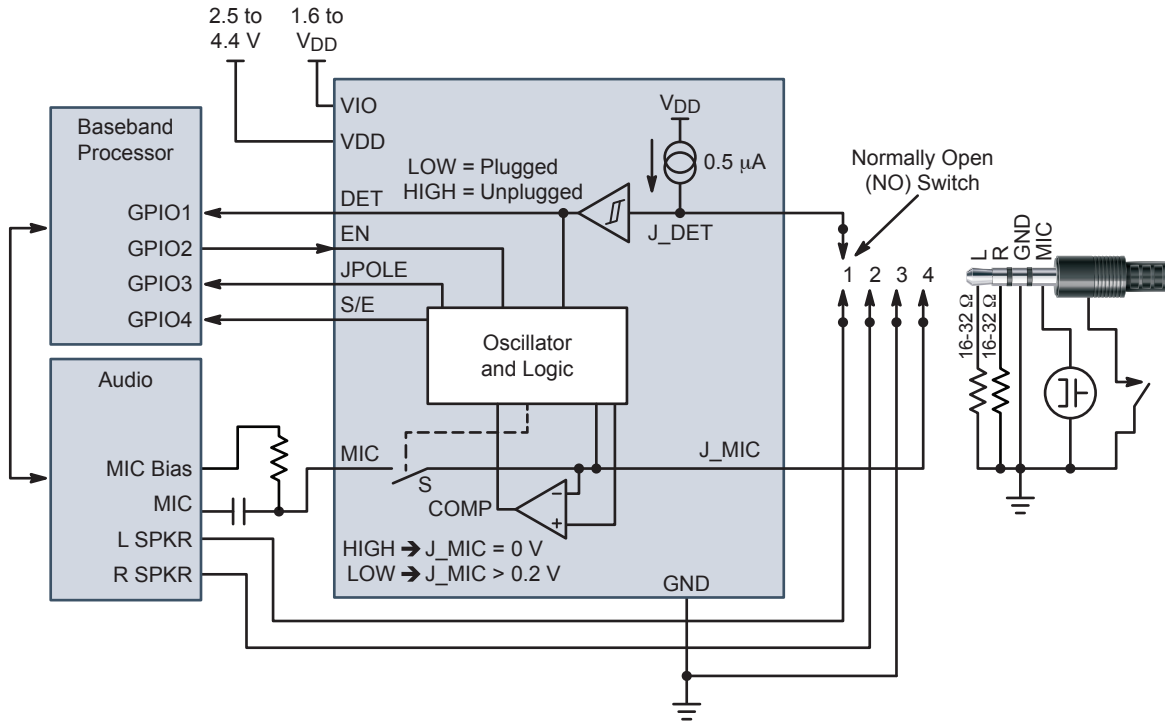 2.5 to
4.4 V
1.6 to
VDD
Baseband
Processor
GPIO1
GPIO2
GPIO3
GPIO4
Audio
MIC Bias
MIC
L SPKR
R SPKR
VIO
VDD
DET
EN
JPOLE
S/E
MIC
LOW = Plugged
HIGH = Unplugged
VDD
0.5 μA
J_DET
Oscillator
and Logic
S
J_MIC
COMP
−
+
HIGH ➔ J_MIC = 0 V
LOW ➔ J_MIC > 0.2 V
GND
Normally Open
(NO) Switch
1 2 3 4
L
R
GND
MIC
16-32 Ω
16-32 Ω